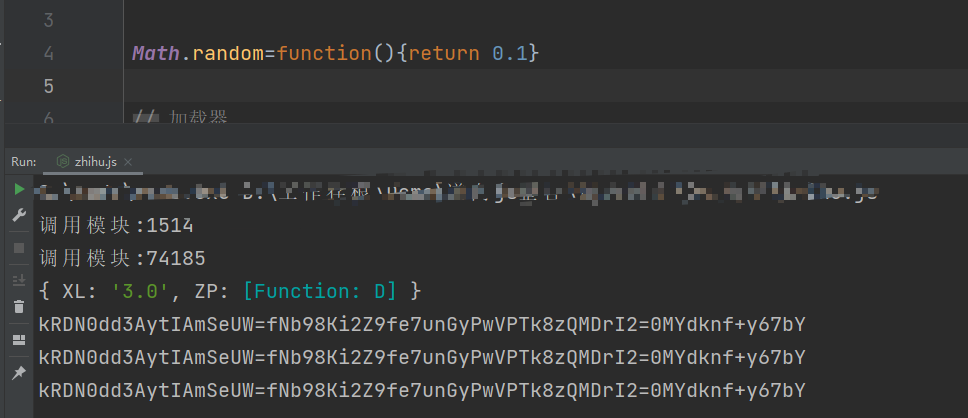 3
4 Math.random=function(){return 0.1}
5
6 // 加载器
Run: zhihu.js ×
调用模块:1514
调用模块:74185
{ XL: '3.0', ZP: [Function: D] }
kRDN0dd3AytIAmSeUW=fNb98Ki2Z9fe7unGyPwVPTk8zQMDrI2=0MYdknf+y67bY
kRDN0dd3AytIAmSeUW=fNb98Ki2Z9fe7unGyPwVPTk8zQMDrI2=0MYdknf+y67bY
kRDN0dd3AytIAmSeUW=fNb98Ki2Z9fe7unGyPwVPTk8zQMDrI2=0MYdknf+y67bY